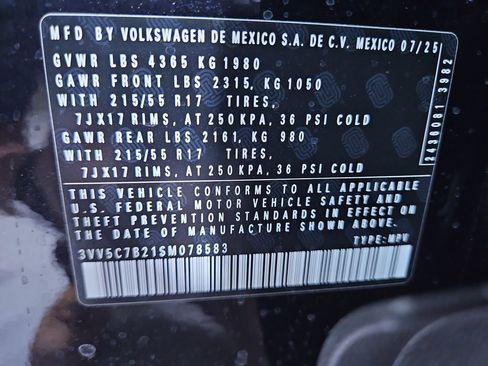 MFD BY VOLKSWAGEN DE MEXICO S.A. DE C.V. MEXICO 07/25
GVWR LBS 4365 KG 1980
GAWR FRONT LBS 2315, KG 1050
WITH 215/55 R17 TIRES,
7JX17 RIMS, AT 250 KPA, 36 PSI COLD
GAWR REAR LBS 2161, KG 980
WITH 215/55 R17 TIRES,
7JX17 RIMS, AT 250 KPA, 36 PSI COLD
THIS VEHICLE CONFORMS TO ALL APPLICABLE
U.S. FEDERAL MOTOR VEHICLE SAFETY AND
THEFT PREVENTION STANDARDS IN EFFECT ON
THE DATE OF MANUFACTURE SHOWN ABOVE.
3VV5C7B21SM078583 TYPE: MPV
2430081 3982